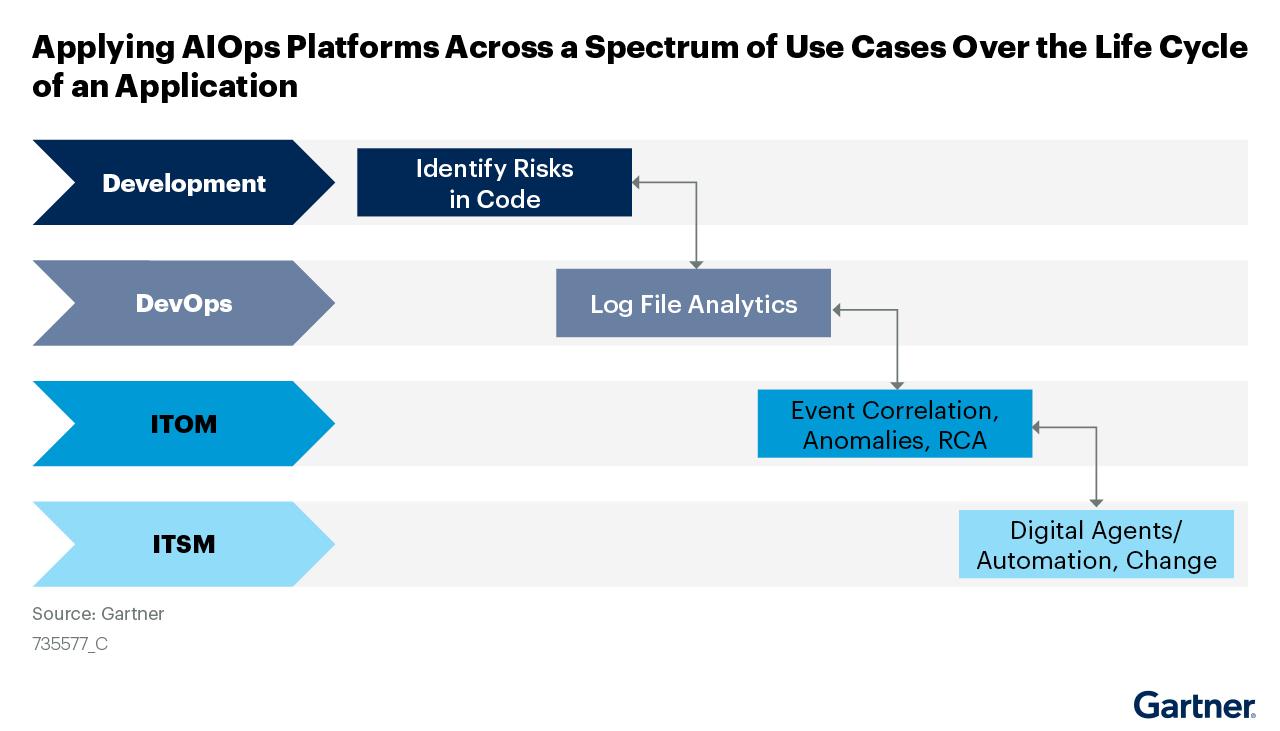 Applying AIOps Platforms Across a Spectrum of Use Cases Over the Life Cycle
of an Application
Development
Identify Risks
in Code
DevOps
Log File Analytics
ITOM
Event Correlation,
Anomalies, RCA
ITSM
Digital Agents/
Automation, Change
Source: Gartner
735577_C
Gartner®